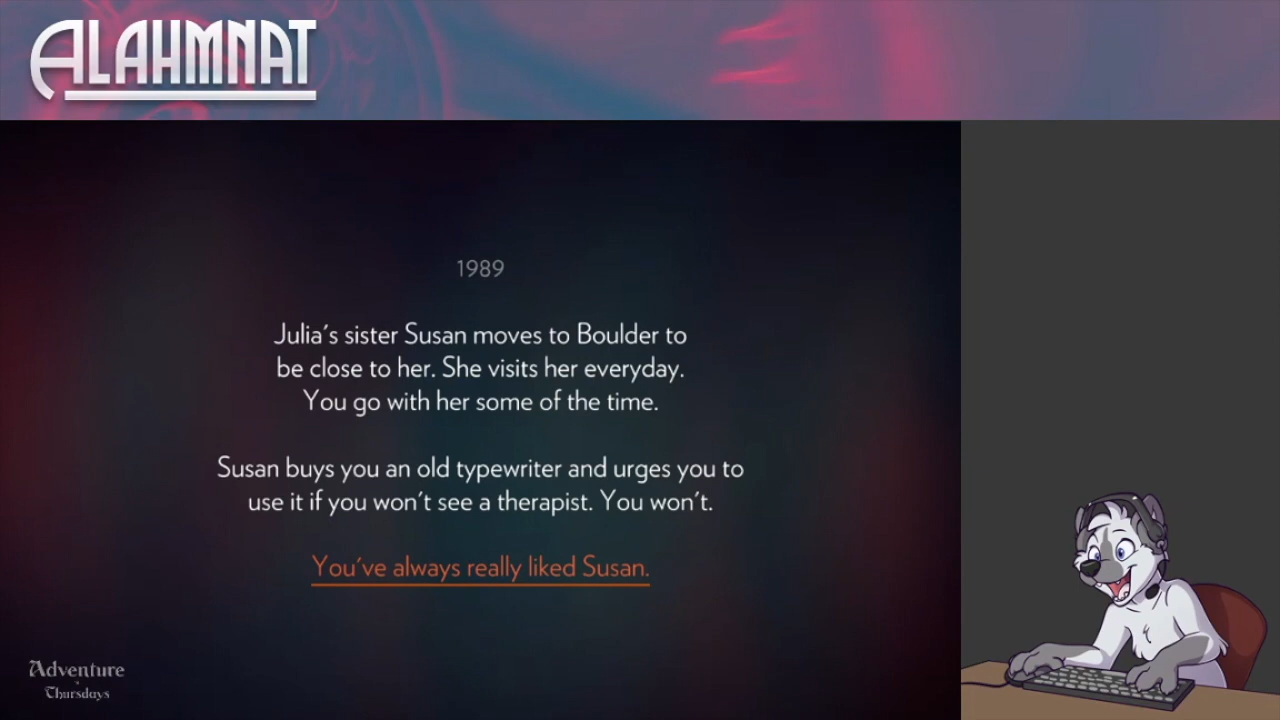 ALAHMNAT
1989
Julia's sister Susan moves to Boulder to
be close to her. She visits her everyday.
You go with her some of the time.
Susan buys you an old typewriter and urges you to
use it if you won't see a therapist. You won't.
You've always really liked Susan.
Adventure
Thursdays